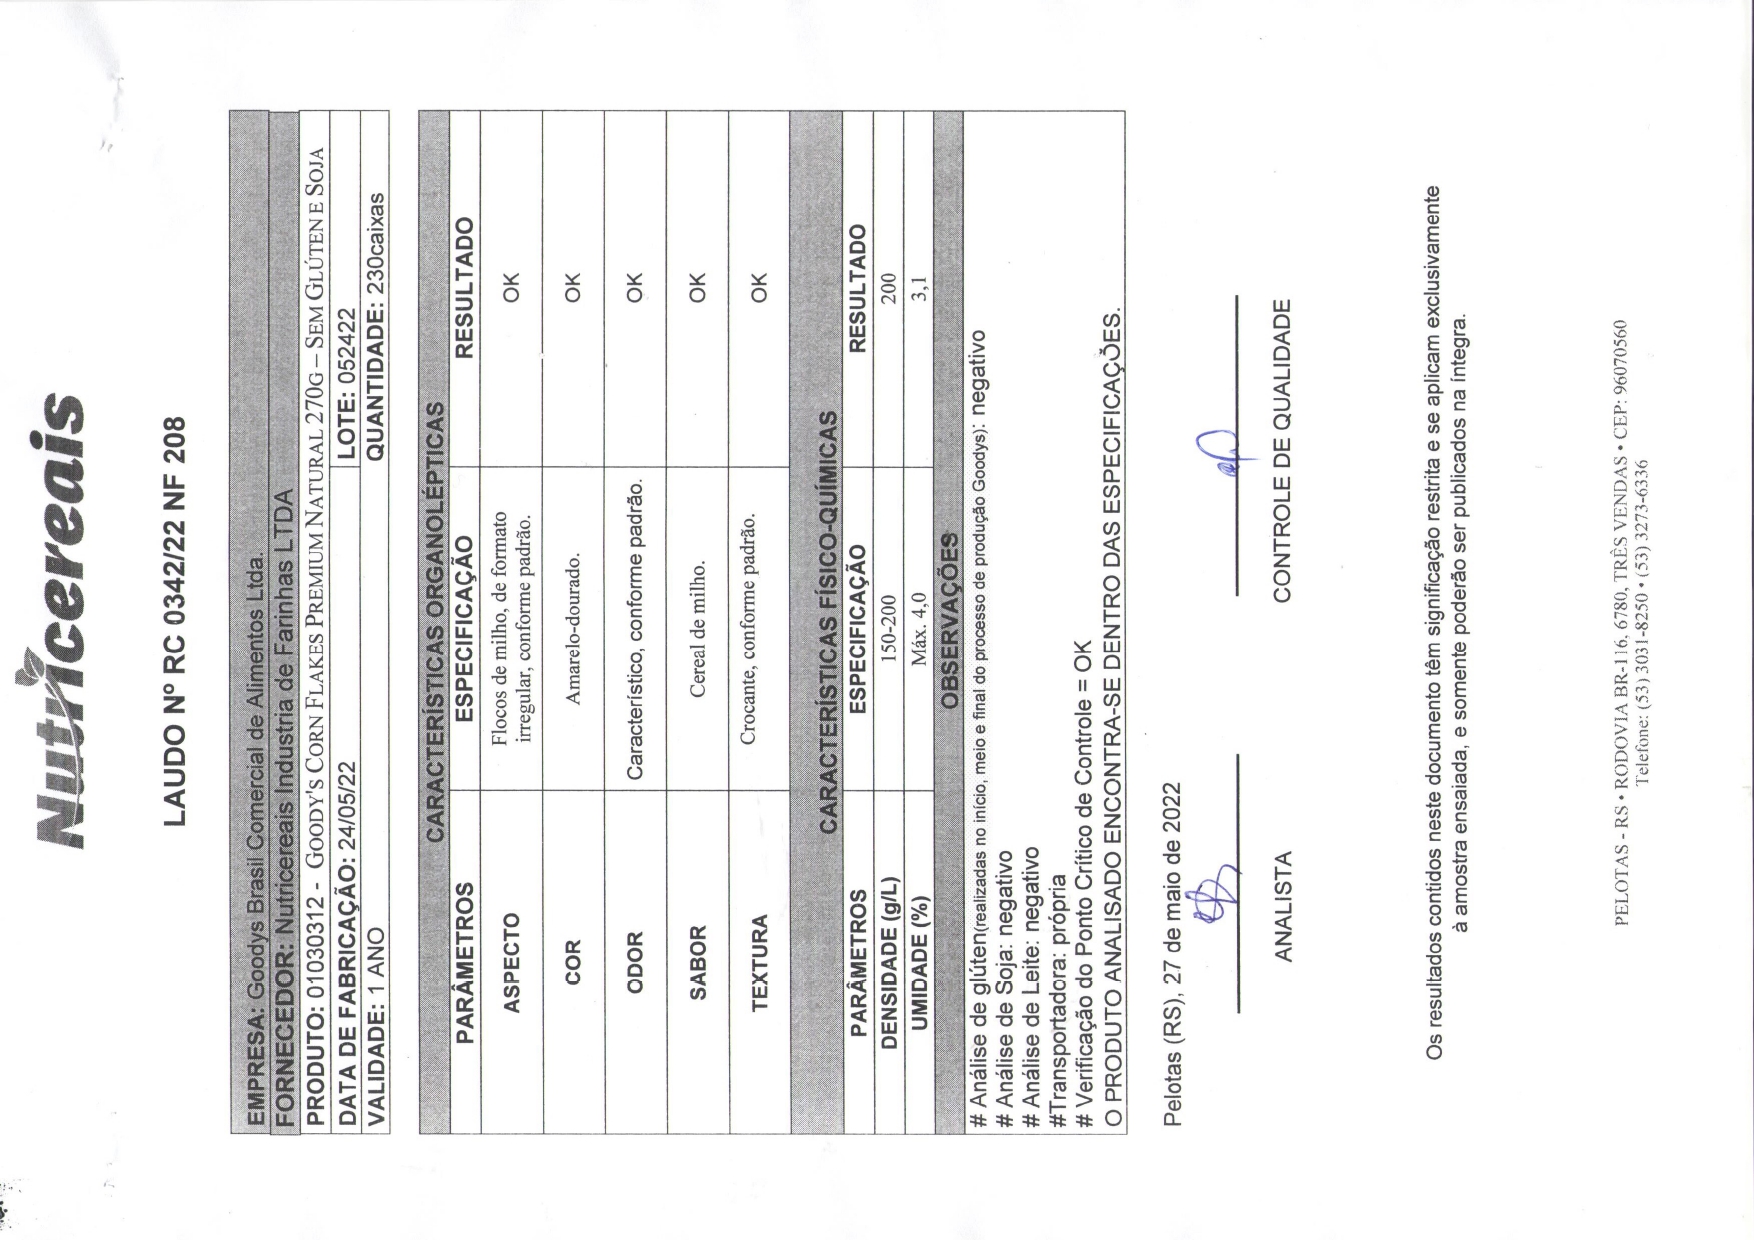 Nutricereais
LAUDO Nº RC 0342/22 NF 208
EMPRESA: Goodys Brasil Comercial de Alimentos Ltda.
FORNECEDOR: Nutricereais Industria de Farinhas LTDA
PRODUTO: 01030312 - GOODY'S CORN FLAKES PREMIUM NATURAL 270G – SEM GLÚTEN E SOJA
DATA DE FABRICAÇÃO: 24/05/22 LOTE: 052422
VALIDADE: 1 ANO QUANTIDADE: 230caixas
CARACTERÍSTICAS ORGANOLÉPTICAS
PARÂMETROS ESPECIFICAÇÃO RESULTADO
ASPECTO Flocos de milho, de formato irregular, conforme padrão. OK
COR Amarelo-dourado. OK
ODOR Característico, conforme padrão. OK
SABOR Cereal de milho. OK
TEXTURA Crocante, conforme padrão. OK
CARACTERÍSTICAS FÍSICO-QUÍMICAS
PARÂMETROS ESPECIFICAÇÃO RESULTADO
DENSIDADE (g/L) 150-200 200
UMIDADE (%) Máx. 4,0 3,1
OBSERVAÇÕES
# Análise de glúten(realizadas no início, meio e final do processo de produção Goodys): negativo
# Análise de Soja: negativo
# Análise de Leite: negativo
#Transportadora: própria
# Verificação do Ponto Crítico de Controle = OK
O PRODUTO ANALISADO ENCONTRA-SE DENTRO DAS ESPECIFICAÇÕES.
Pelotas (RS), 27 de maio de 2022
ANALISTA CONTROLE DE QUALIDADE
Os resultados contidos neste documento têm significação restrita e se aplicam exclusivamente
à amostra ensaiada, e somente poderão ser publicados na íntegra.
PELOTAS - RS • RODOVIA BR-116, 6780, TRÊS VENDAS • CEP: 96070560
Telefone: (53) 3031-8250 • (53) 3273-6336